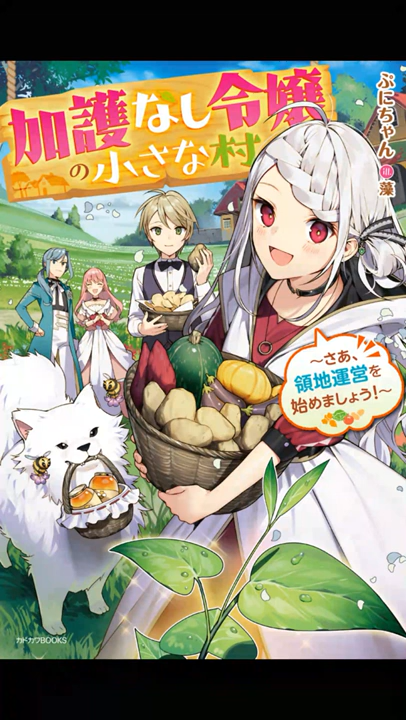 加護なし令嬢
の小さな村
ぷにちゃん
ill.藻
～さあ、
領地運営を
始めましょう！～
カドカワBOOKS